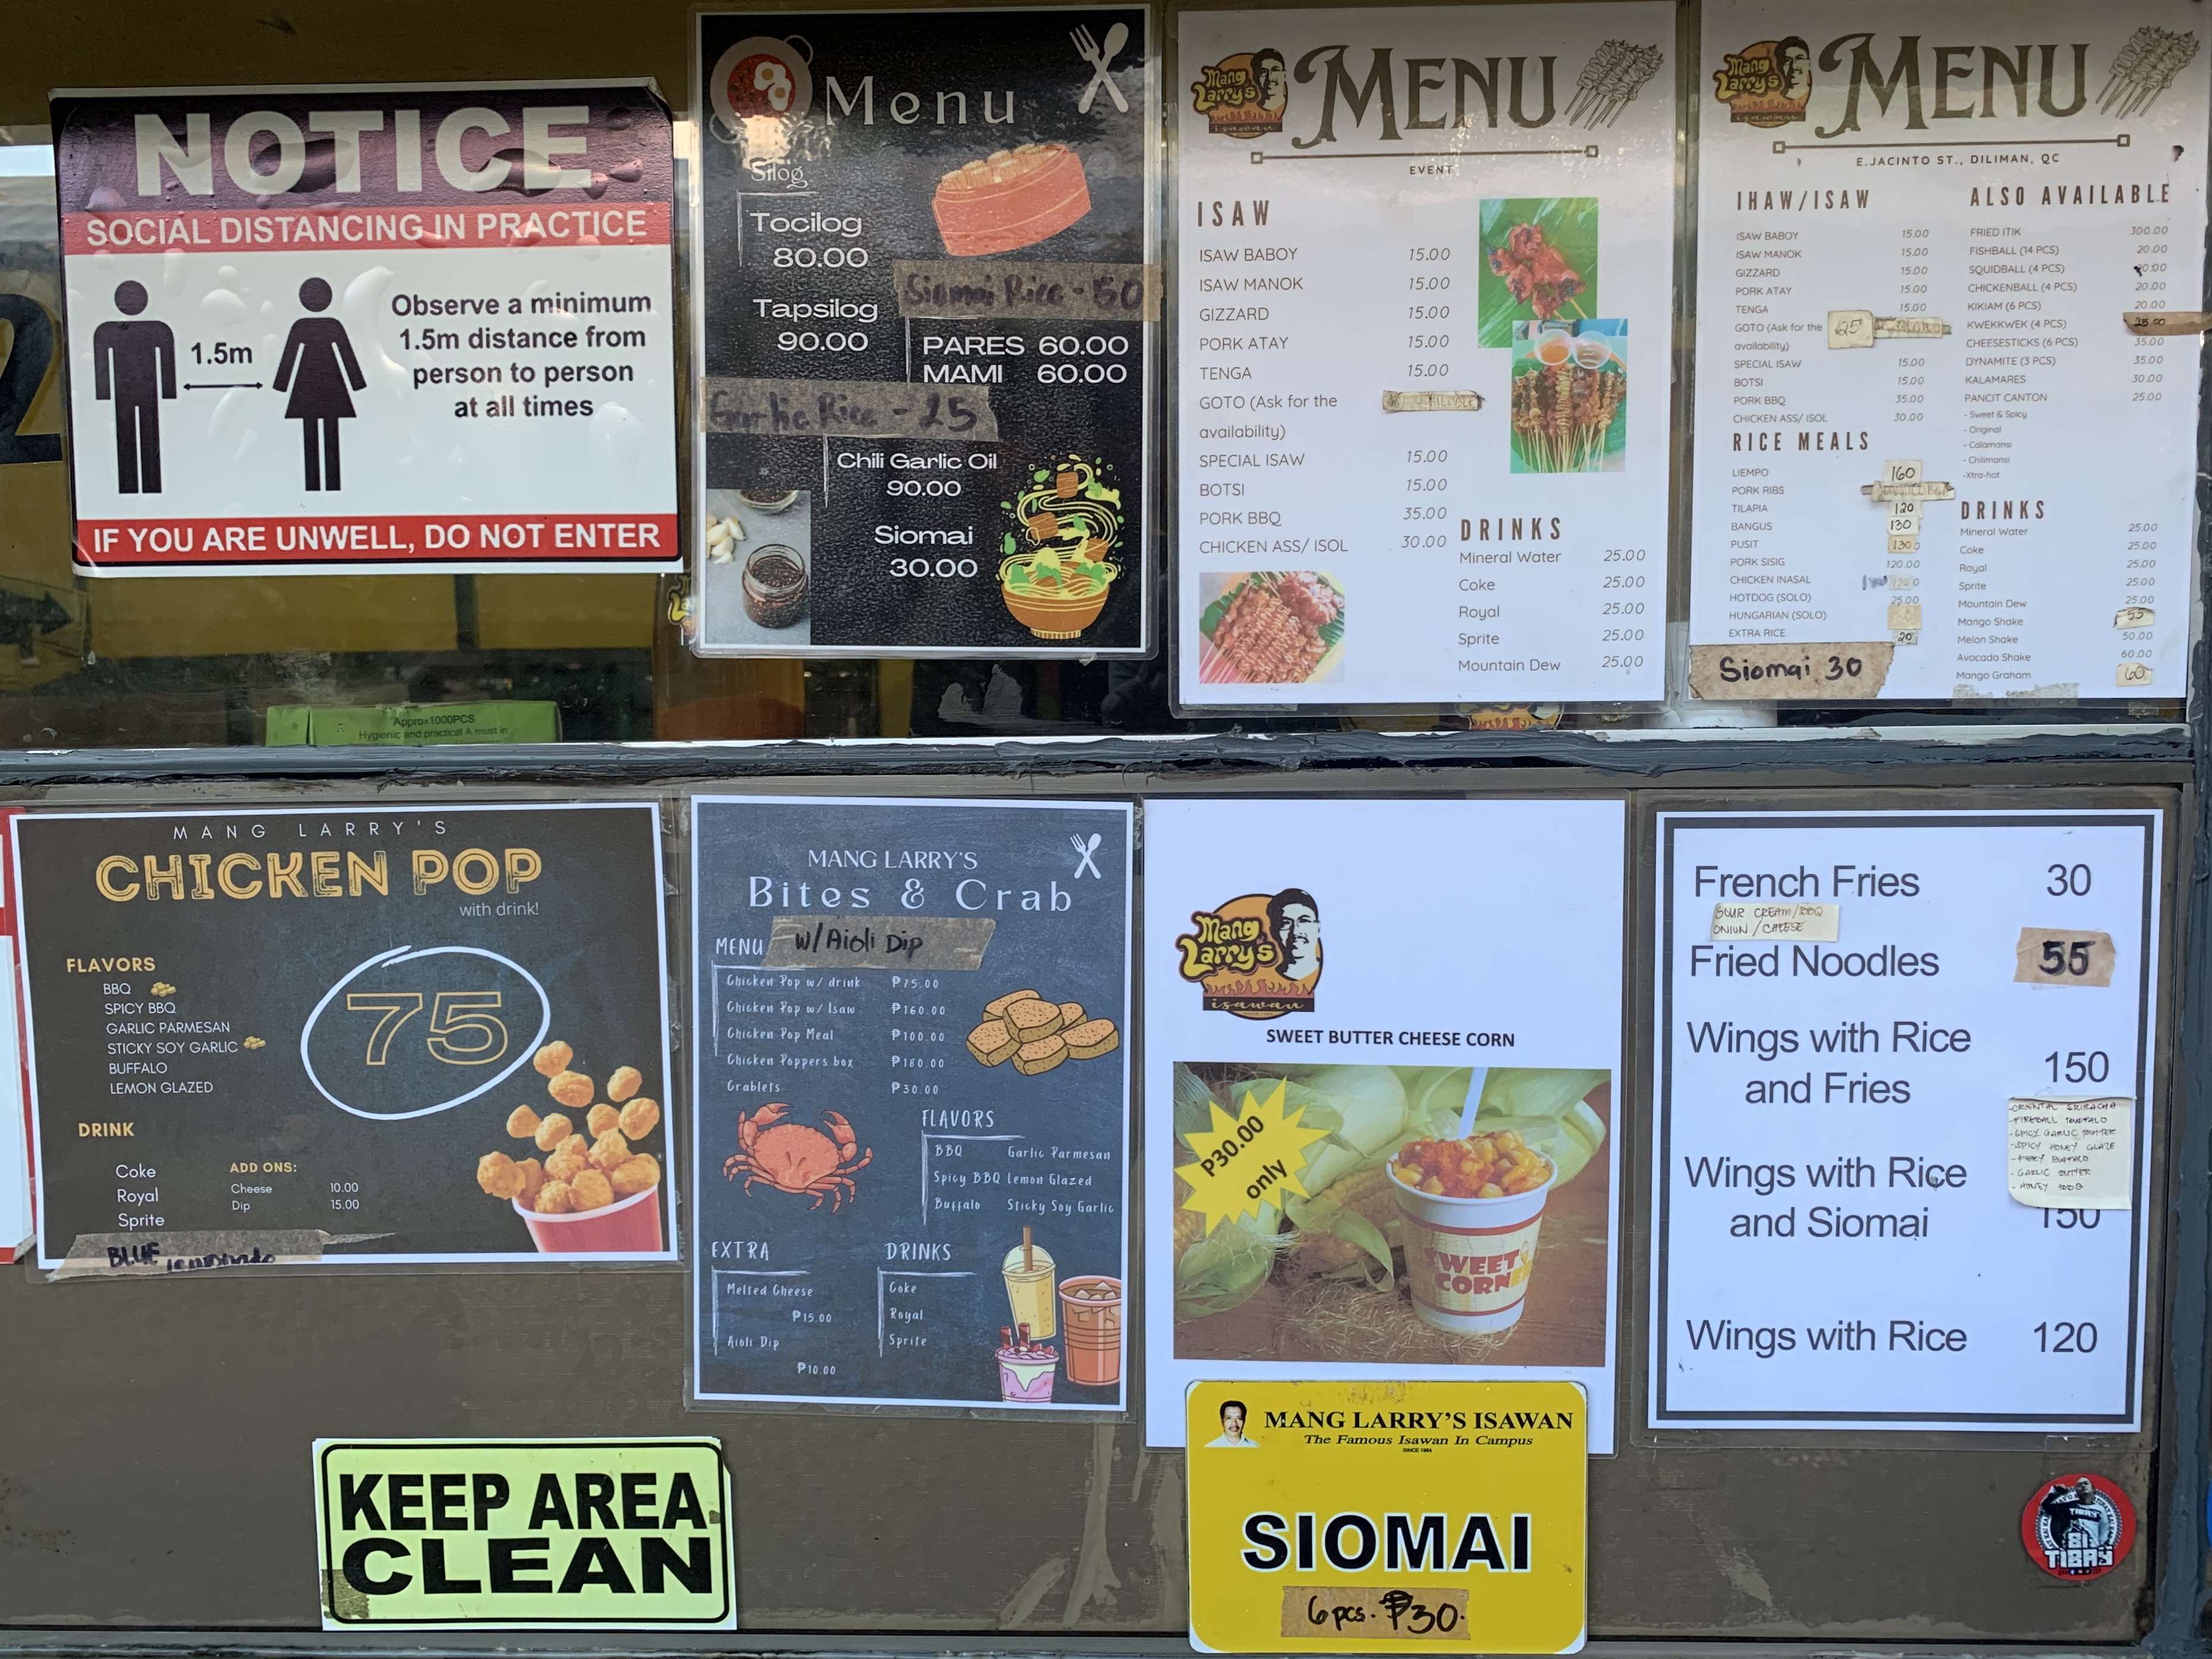 NOTICE
SOCIAL DISTANCING IN PRACTICE
1.5m
Observe a minimum
1.5m distance from
person to person
at all times
IF YOU ARE UNWELL, DO NOT ENTER
Approx1000PCS
Hygienic and practical A must in
Menu
Silog
Tocilog
80.00
Siomai Rice - 50
Tapsilog
90.00
PARES 60.00
MAMI 60.00
Garlic Rice - 25
Chili Garlic Oil
90.00
Siomai
30.00
Mang Larry's
isawan
MENU
EVENT
ISAW
ISAW BABOY 15.00
ISAW MANOK 15.00
GIZZARD 15.00
PORK ATAY 15.00
TENGA 15.00
GOTO (Ask for the
availability)
SPECIAL ISAW 15.00
BOTSI 15.00
PORK BBQ 35.00
CHICKEN ASS/ ISOL 30.00
DRINKS
Mineral Water 25.00
Coke 25.00
Royal 25.00
Sprite 25.00
Mountain Dew 25.00
Mang Larry's
isawan
MENU
E.JACINTO ST., DILIMAN, QC
IHAW/ISAW
ISAW BABOY 15.00
ISAW MANOK 15.00
GIZZARD 15.00
PORK ATAY 15.00
TENGA 15.00
GOTO (Ask for the 25
availability)
SPECIAL ISAW 15.00
BOTSI 15.00
PORK BBQ 35.00
CHICKEN ASS/ ISOL 30.00
RICE MEALS
LIEMPO 160
PORK RIBS
TILAPIA 120
BANGUS 130
PUSIT 130
PORK SISIG 120.00
CHICKEN INASAL
HOTDOG (SOLO) 25.00
HUNGARIAN (SOLO)
EXTRA RICE 20
Siomai 30
ALSO AVAILABLE
FRIED ITIK 300.00
FISHBALL (14 PCS) 20.00
SQUIDBALL (4 PCS)
CHICKENBALL (4 PCS) 20.00
KIKIAM (6 PCS) 20.00
KWEKKWEK (4 PCS) 25.00
CHEESESTICKS (6 PCS) 35.00
DYNAMITE (3 PCS) 35.00
KALAMARES 30.00
PANCIT CANTON 25.00
- Sweet & Spicy
- Original
- Calamansi
- Chilimansi
-Xtra-hot
DRINKS
Mineral Water 25.00
Coke 25.00
Royal 25.00
Sprite 25.00
Mountain Dew 25.00
Mango Shake 55
Melon Shake 50.00
Avocado Shake 60.00
Mango Graham 60
MANG LARRY'S
CHICKEN POP
with drink!
FLAVORS
BBQ
SPICY BBQ
GARLIC PARMESAN
STICKY SOY GARLIC
BUFFALO
LEMON GLAZED
75
DRINK
Coke
Royal
Sprite
BLUE lemonade
ADD ONS:
Cheese 10.00
Dip 15.00
MANG LARRY'S
Bites & Crab
MENU w/Aioli Dip
Chicken Pop w/ drink ₱75.00
Chicken Pop w/ Isaw ₱160.00
Chicken Pop Meal ₱100.00
Chicken Poppers box ₱180.00
Crablets ₱30.00
FLAVORS
BBQ Garlic Parmesan
Spicy BBQ Lemon Glazed
Buffalo Sticky Soy Garlic
EXTRA
Melted Cheese
₱15.00
Aioli Dip
₱10.00
DRINKS
Coke
Royal
Sprite
Mang Larry's
isawan
SWEET BUTTER CHEESE CORN
P30.00
only
SWEET
CORN
MANG LARRY'S ISAWAN
The Famous Isawan In Campus
SINCE 1984
SIOMAI
6 pcs. ₱30.
French Fries 30
SOUR CREAM/BBQ
ONION/CHEESE
Fried Noodles 55
Wings with Rice
and Fries 150
- ORIENTAL SRIRACHA
- FIREBALL BUFFALO
- SPICY GARLIC BUTTER
- SPICY HONEY GLAZE
- BUFFALO
- GARLIC BUTTER
- HONEY
Wings with Rice
and Siomai 150
Wings with Rice 120
KEEP AREA
CLEAN
TIBAY